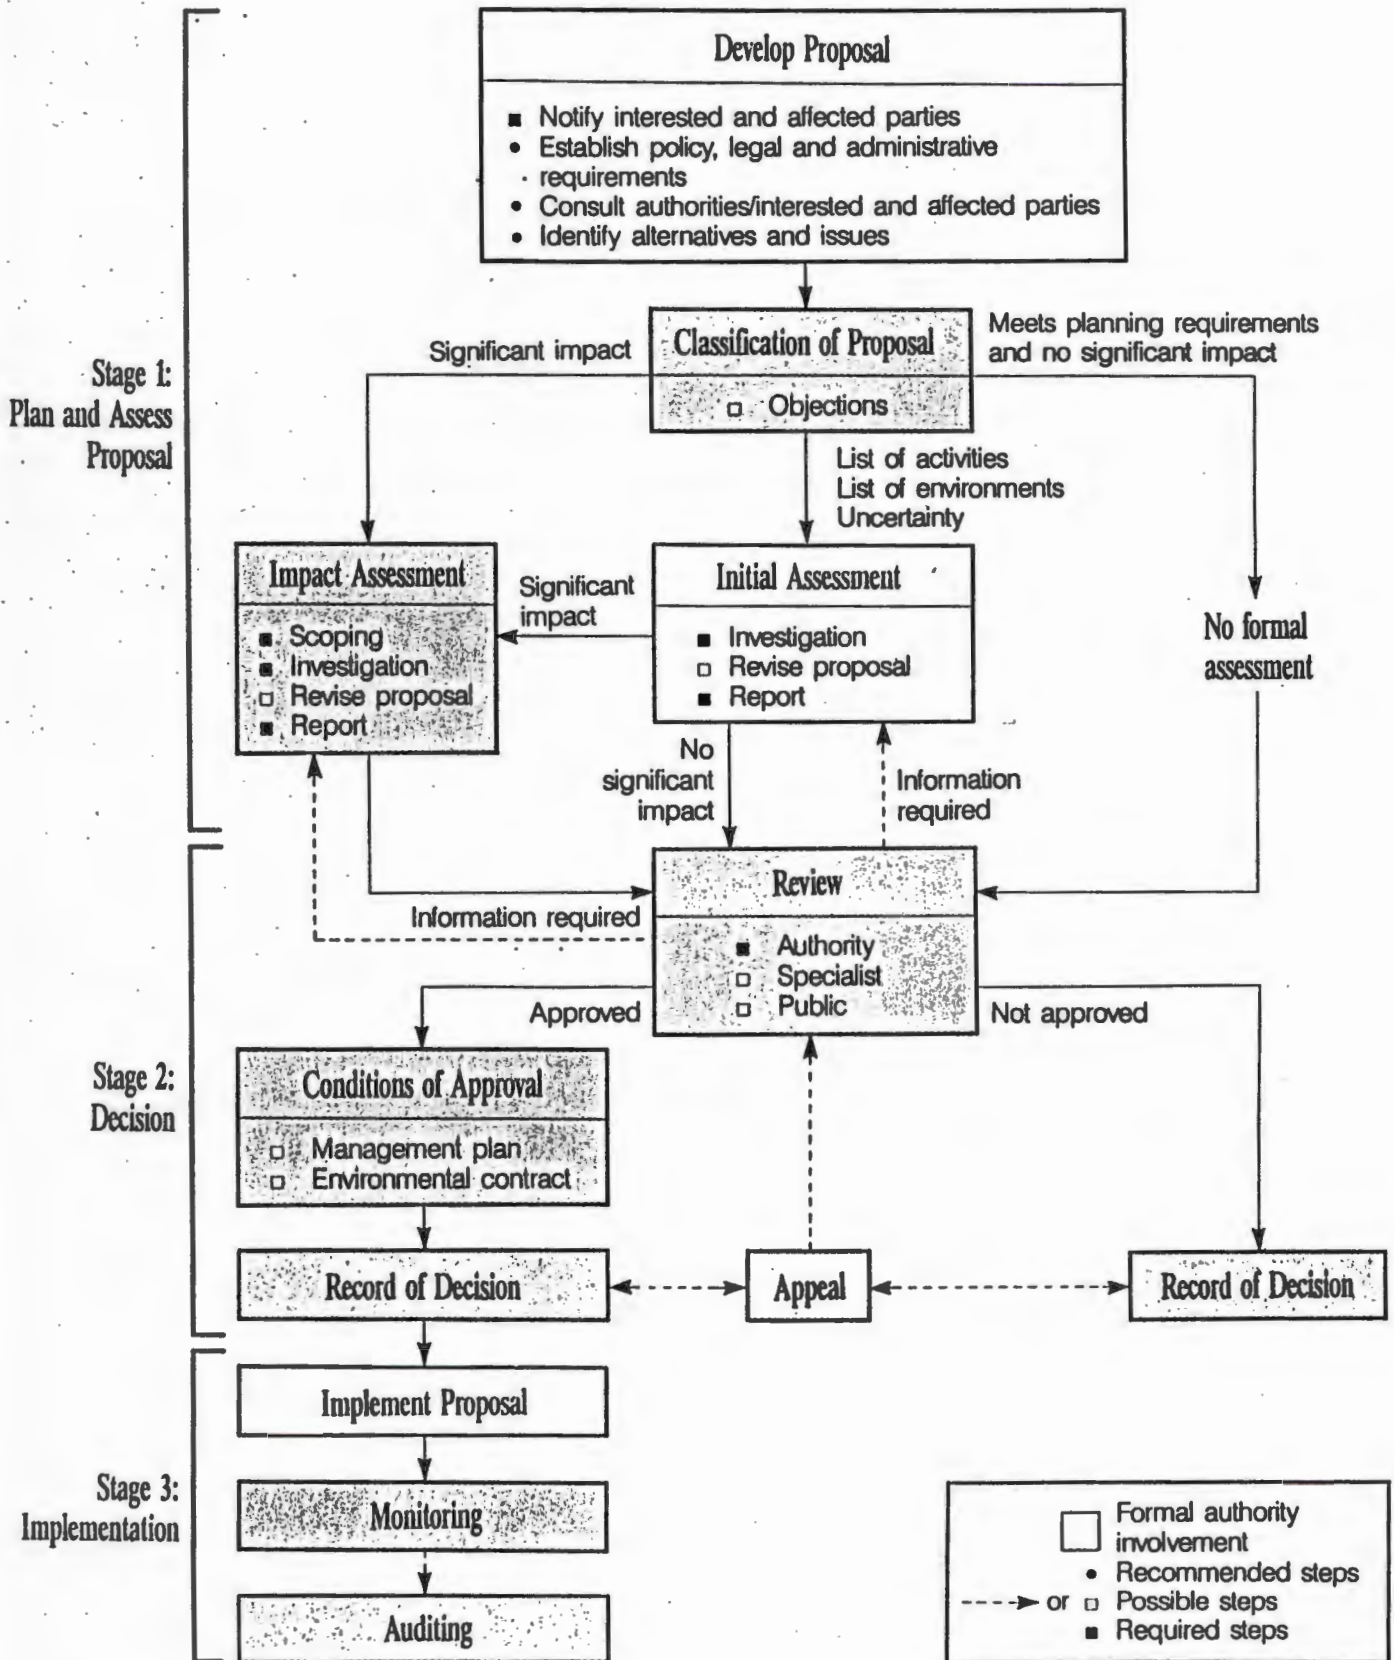 Develop Proposal
■ Notify interested and affected parties
• Establish policy, legal and administrative
requirements
• Consult authorities/interested and affected parties
• Identify alternatives and issues
Stage 1:
Plan and Assess
Proposal
Significant impact
Classification of Proposal
□ Objections
Meets planning requirements
and no significant impact
List of activities
List of environments
Uncertainty
Impact Assessment
■ Scoping
■ Investigation
□ Revise proposal
■ Report
Significant
impact
Initial Assessment
■ Investigation
□ Revise proposal
■ Report
No formal
assessment
No
significant
impact
Information
required
Information required
Review
■ Authority
□ Specialist
□ Public
Approved
Not approved
Stage 2:
Decision
Conditions of Approval
□ Management plan
□ Environmental contract
Record of Decision
Appeal
Record of Decision
Stage 3:
Implementation
Implement Proposal
Monitoring
Auditing
Formal authority
involvement
• Recommended steps
or □ Possible steps
■ Required steps